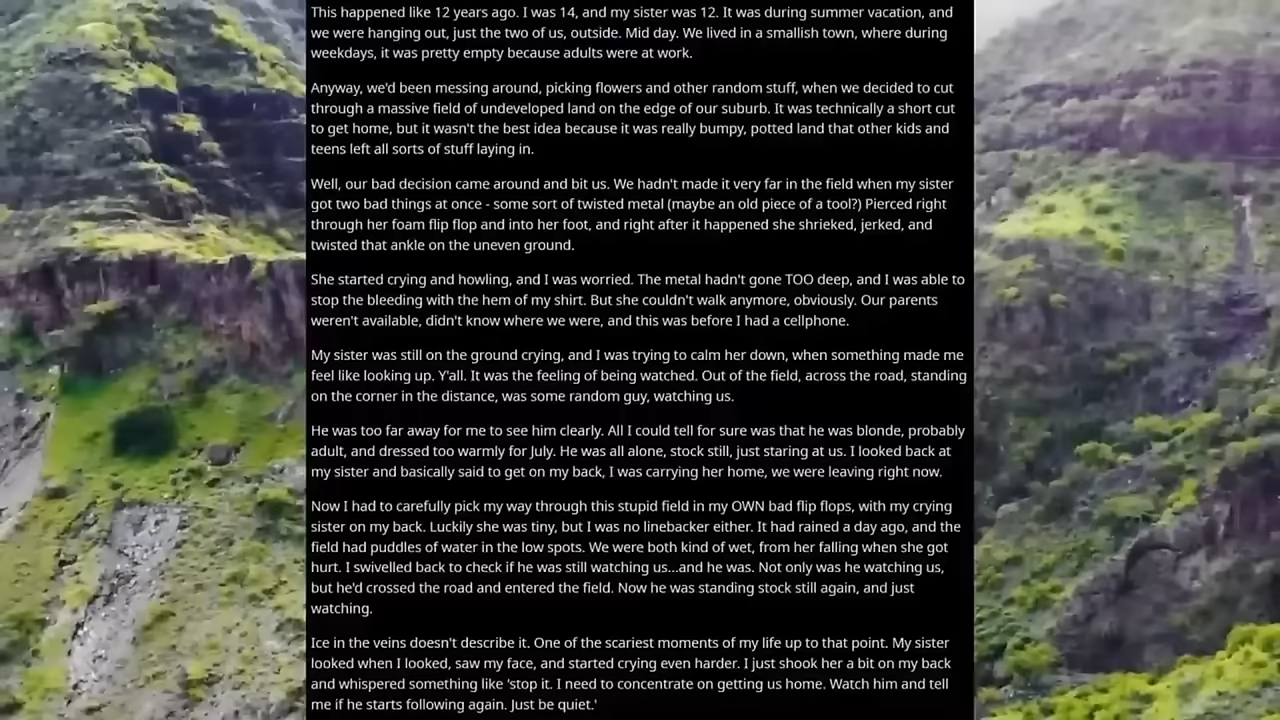 This happened like 12 years ago. I was 14, and my sister was 12. It was during summer vacation, and
we were hanging out, just the two of us, outside. Mid day. We lived in a smallish town, where during
weekdays, it was pretty empty because adults were at work.
Anyway, we'd been messing around, picking flowers and other random stuff, when we decided to cut
through a massive field of undeveloped land on the edge of our suburb. It was technically a short cut
to get home, but it wasn't the best idea because it was really bumpy, potted land that other kids and
teens left all sorts of stuff laying in.
Well, our bad decision came around and bit us. We hadn't made it very far in the field when my sister
got two bad things at once - some sort of twisted metal (maybe an old piece of a tool?) Pierced right
through her foam flip flop and into her foot, and right after it happened she shrieked, jerked, and
twisted that ankle on the uneven ground.
She started crying and howling, and I was worried. The metal hadn't gone TOO deep, and I was able to
stop the bleeding with the hem of my shirt. But she couldn't walk anymore, obviously. Our parents
weren't available, didn't know where we were, and this was before I had a cellphone.
My sister was still on the ground crying, and I was trying to calm her down, when something made me
feel like looking up. Y'all. It was the feeling of being watched. Out of the field, across the road, standing
on the corner in the distance, was some random guy, watching us.
He was too far away for me to see him clearly. All I could tell for sure was that he was blonde, probably
adult, and dressed too warmly for July. He was all alone, stock still, just staring at us. I looked back at
my sister and basically said to get on my back, I was carrying her home, we were leaving right now.
Now I had to carefully pick my way through this stupid field in my OWN bad flip flops, with my crying
sister on my back. Luckily she was tiny, but I was no linebacker either. It had rained a day ago, and the
field had puddles of water in the low spots. We were both kind of wet, from her falling when she got
hurt. I swivelled back to check if he was still watching us...and he was. Not only was he watching us,
but he'd crossed the road and entered the field. Now he was standing stock still again, and just
watching.
Ice in the veins doesn't describe it. One of the scariest moments of my life up to that point. My sister
looked when I looked, saw my face, and started crying even harder. I just shook her a bit on my back
and whispered something like 'stop it. I need to concentrate on getting us home. Watch him and tell
me if he starts following again. Just be quiet.'